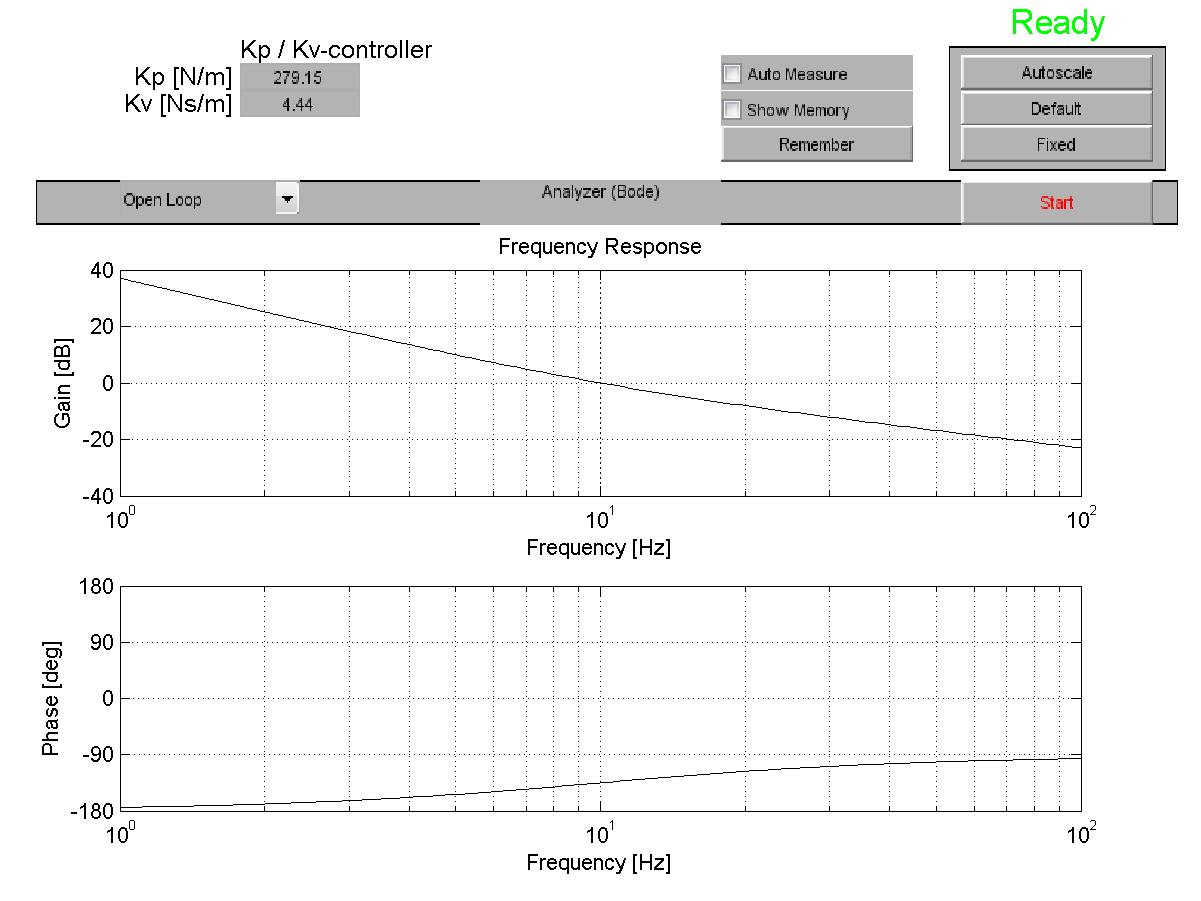 Ready
Kp / Kv-controller
Kp [N/m] 279.15
Kv [Ns/m] 4.44
Auto Measure
Show Memory
Remember
Autoscale
Default
Fixed
Open Loop
Analyzer (Bode)
Start
Frequency Response
Gain [dB]
40
20
0
-20
-40
10^0 10^1 10^2
Frequency [Hz]
Phase [deg]
180
90
0
-90
-180
10^0 10^1 10^2
Frequency [Hz]